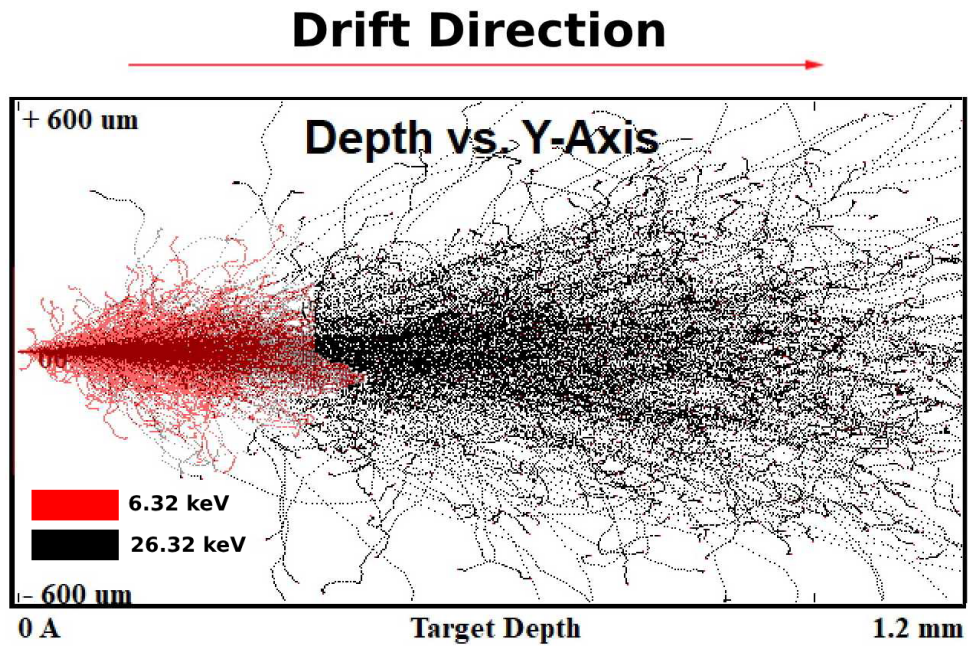 Drift Direction
+ 600 um
Depth vs. Y-Axis
6.32 keV
26.32 keV
- 600 um
0 A
Target Depth
1.2 mm